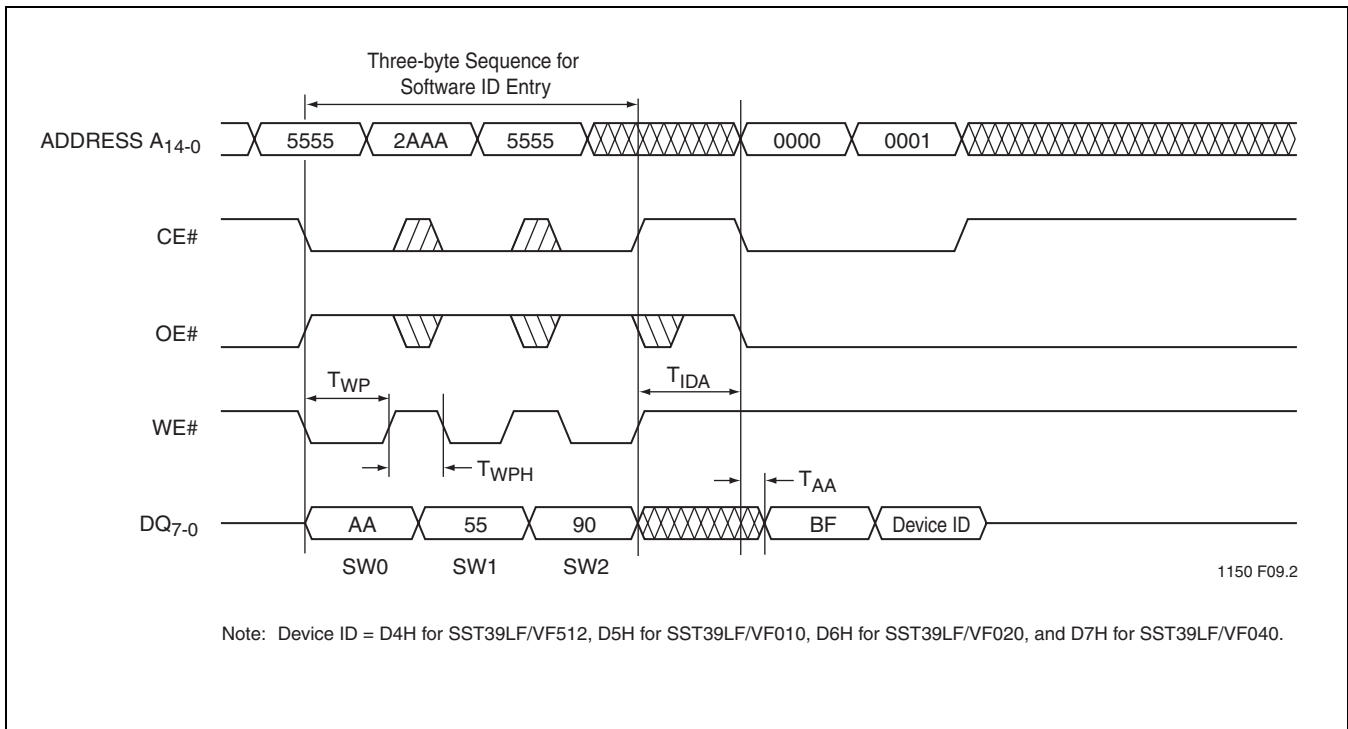 Three-byte Sequence for
Software ID Entry
ADDRESS A14-0 5555 2AAA 5555 0000 0001
CE#
OE#
TWP TIDA
WE#
TWPH TAA
DQ7-0 AA 55 90 BF Device ID
SW0 SW1 SW2
1150 F09.2
Note: Device ID = D4H for SST39LF/VF512, D5H for SST39LF/VF010, D6H for SST39LF/VF020, and D7H for SST39LF/VF040.